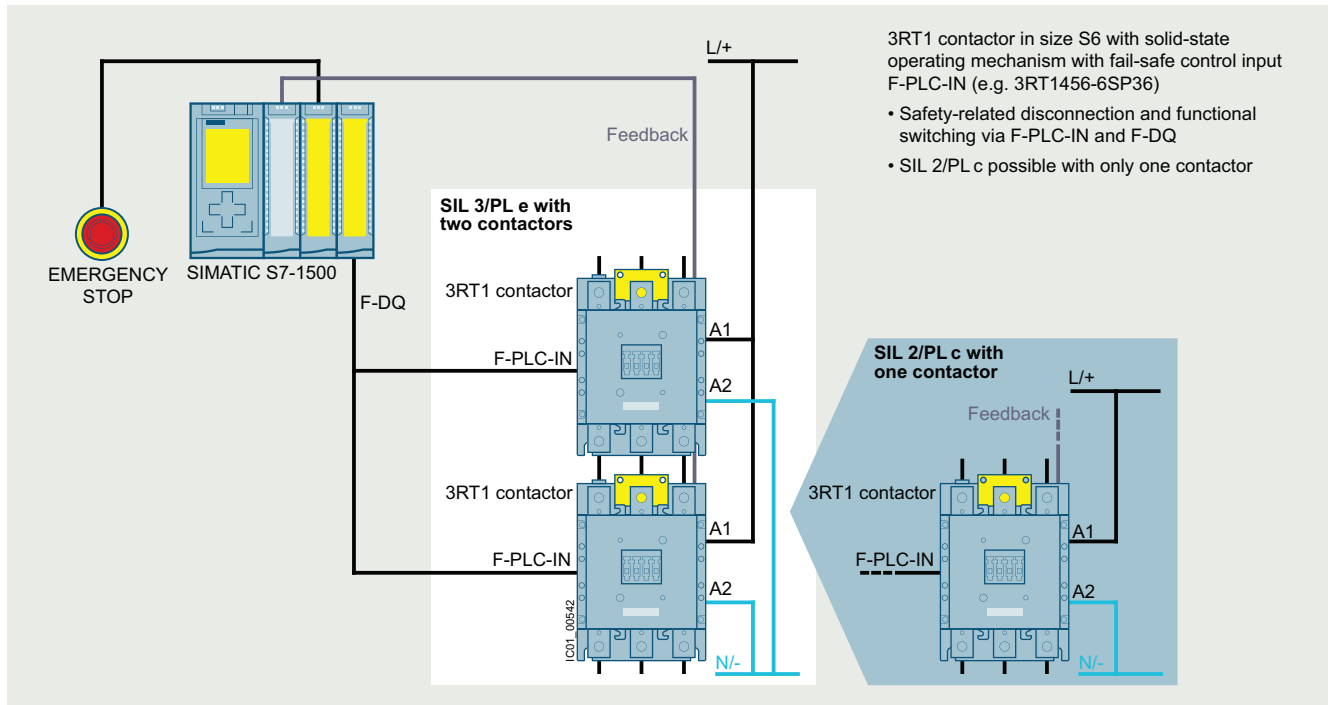 L/+
3RT1 contactor in size S6 with solid-state
operating mechanism with fail-safe control input
F-PLC-IN (e.g. 3RT1456-6SP36)
• Safety-related disconnection and functional
switching via F-PLC-IN and F-DQ
• SIL 2/PL c possible with only one contactor
Feedback
SIL 3/PL e with
two contactors
EMERGENCY
STOP
SIMATIC S7-1500
F-DQ
3RT1 contactor
A1
F-PLC-IN
A2
3RT1 contactor
A1
F-PLC-IN
A2
IC01_00542
N/-
SIL 2/PL c with
one contactor
L/+
Feedback
3RT1 contactor
A1
F-PLC-IN
A2
N/-